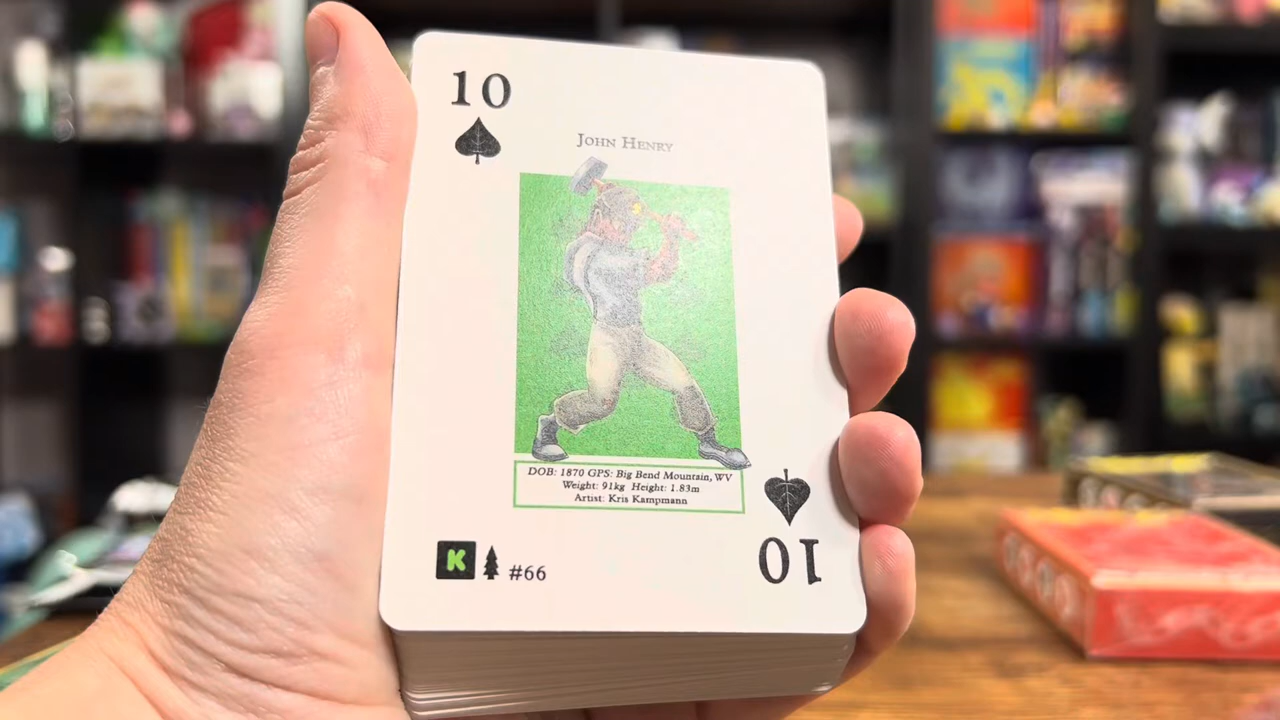 10
John Henry
DOB: 1870 GPS: Big Bend Mountain, WV
Weight: 91kg Height: 1.83m
Artist: Kris Kampmann
K #66
10